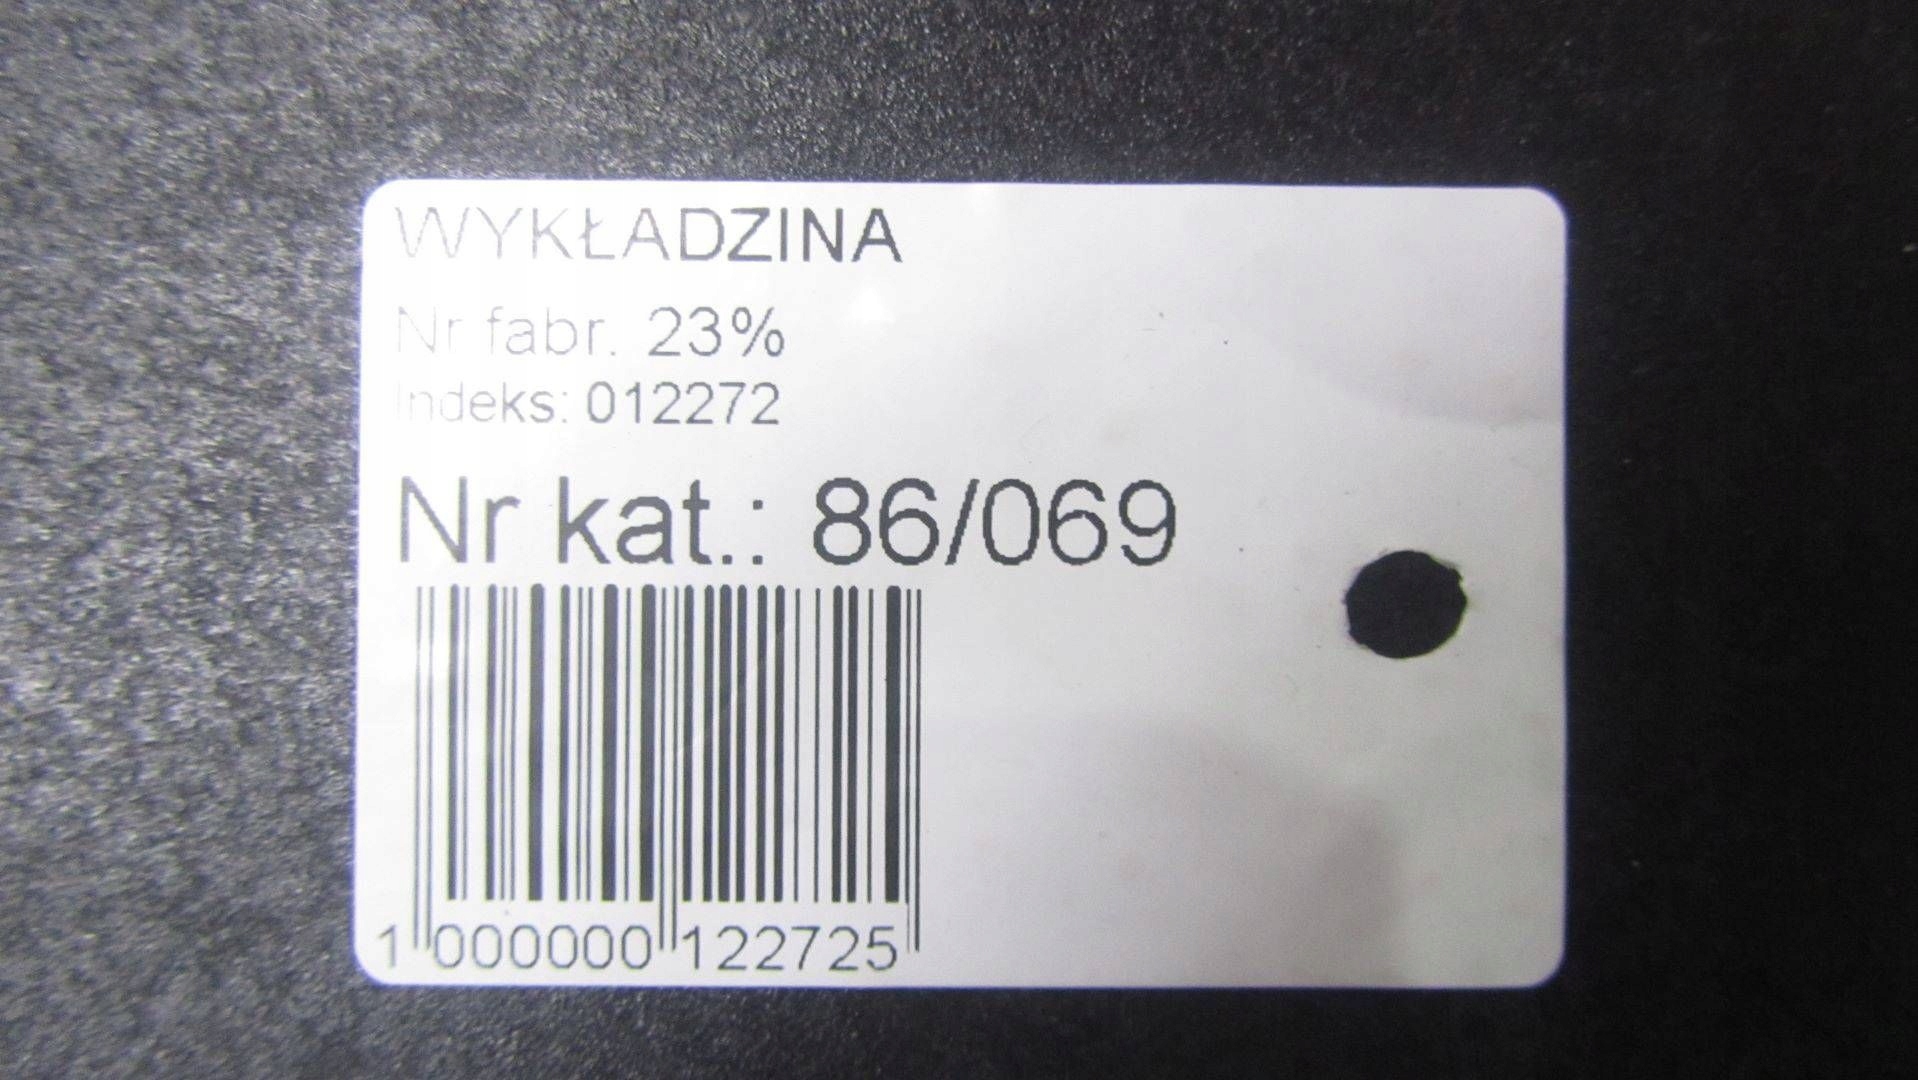 WYKŁADZINA
Nr fabr. 23%
Indeks: 012272
Nr kat.: 86/069
1 000000 122725